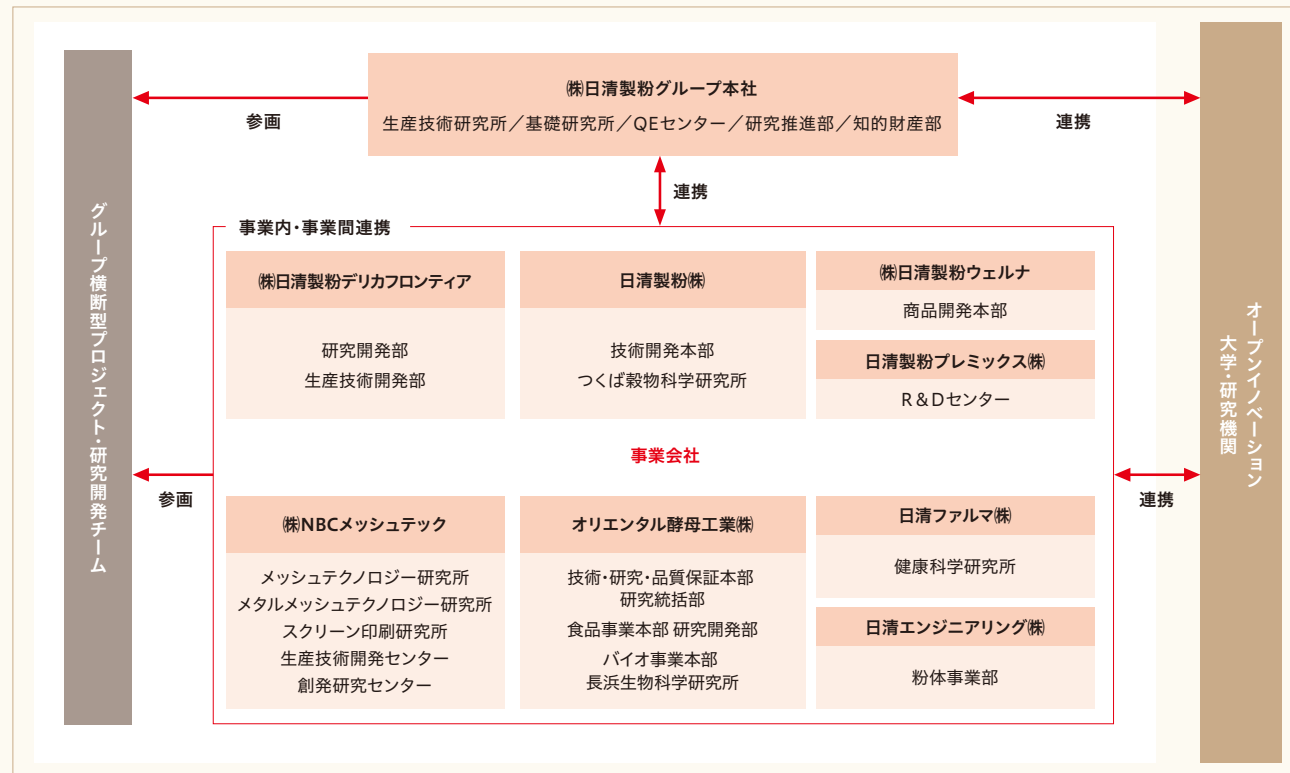 ㈱日清製粉グループ本社
生産技術研究所／基礎研究所／QEセンター／研究推進部／知的財産部
参画
連携
連携
グループ横断型プロジェクト・研究開発チーム
オープンイノベーション
大学・研究機関
事業内・事業間連携
㈱日清製粉デリカフロンティア
研究開発部
生産技術開発部
日清製粉㈱
技術開発本部
つくば穀物科学研究所
㈱日清製粉ウェルナ
商品開発本部
日清製粉プレミックス㈱
R＆Dセンター
事業会社
参画
連携
㈱NBCメッシュテック
メッシュテクノロジー研究所
メタルメッシュテクノロジー研究所
スクリーン印刷研究所
生産技術開発センター
創発研究センター
オリエンタル酵母工業㈱
技術・研究・品質保証本部
研究統括部
食品事業本部 研究開発部
バイオ事業本部
長浜生物科学研究所
日清ファルマ㈱
健康科学研究所
日清エンジニアリング㈱
粉体事業部